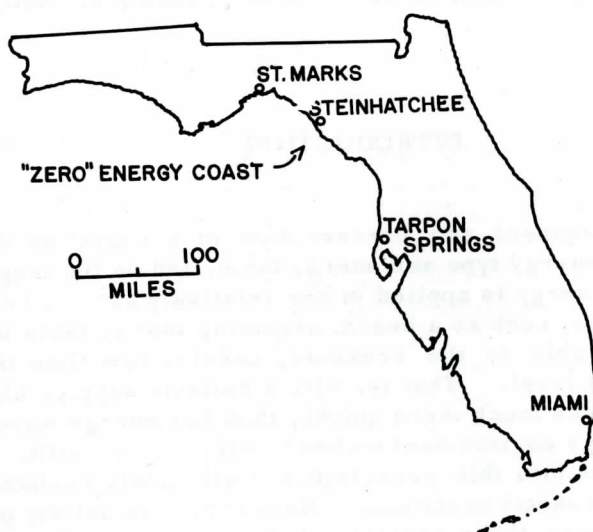 ST. MARKS
STEINHATCHEE
"ZERO" ENERGY COAST
TARPON
SPRINGS
0 100
MILES
MIAMI